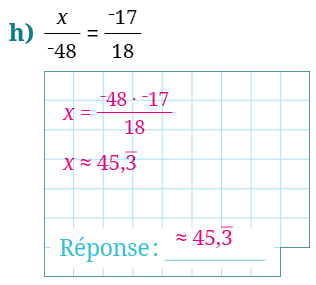 h) x/⁻48 = ⁻17/18
x = (⁻48 · ⁻17)/18
x ≈ 45,3̅
Réponse : ≈ 45,3̅